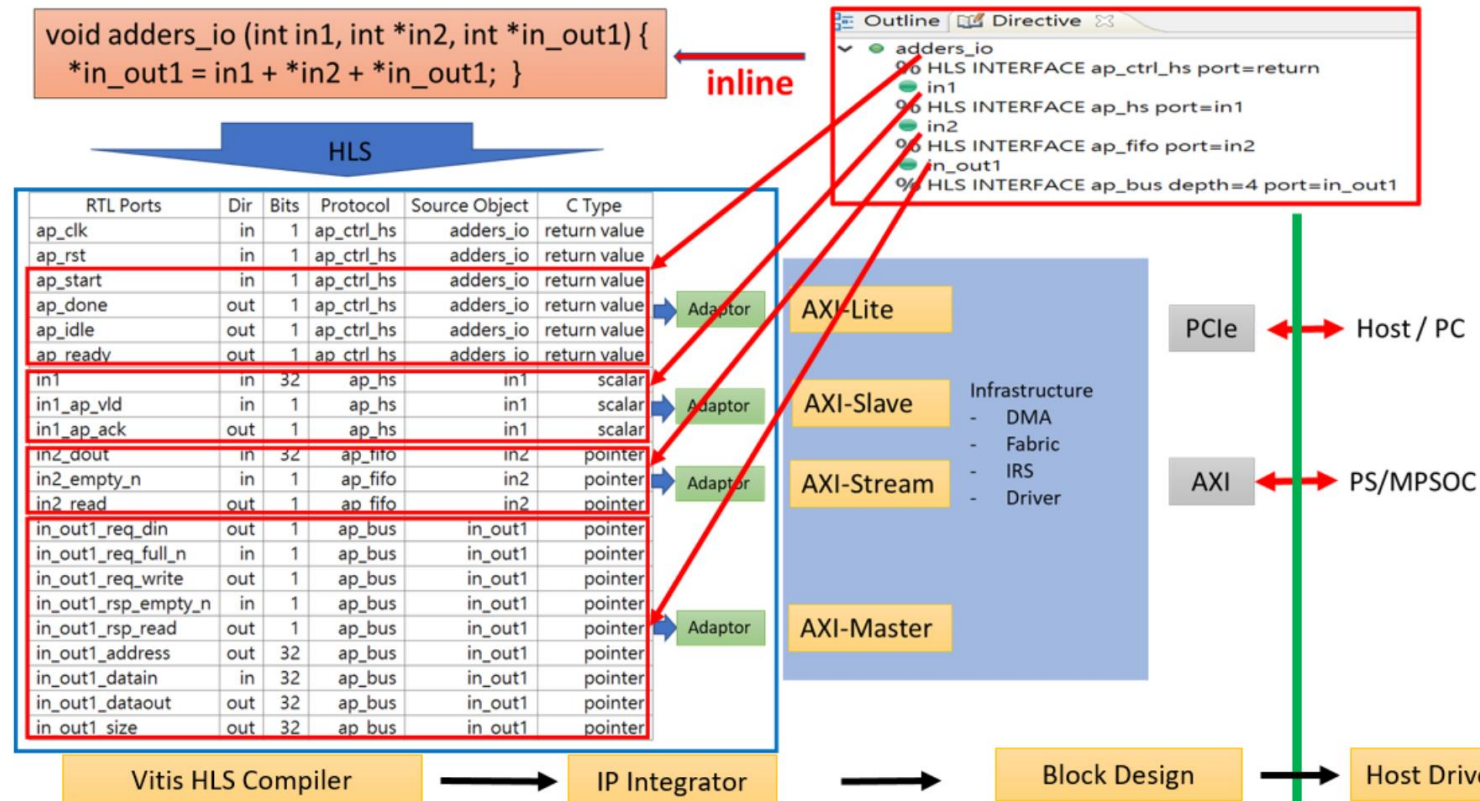 void adders_io (int in1, int *in2, int *in_out1) {
*in_out1 = in1 + *in2 + *in_out1; }
inline
Outline Directive
adders_io
% HLS INTERFACE ap_ctrl_hs port=return
in1
% HLS INTERFACE ap_hs port=in1
in2
% HLS INTERFACE ap_fifo port=in2
in_out1
% HLS INTERFACE ap_bus depth=4 port=in_out1
HLS
RTL Ports Dir Bits Protocol Source Object C Type
ap_clk in 1 ap_ctrl_hs adders_io return value
ap_rst in 1 ap_ctrl_hs adders_io return value
ap_start in 1 ap_ctrl_hs adders_io return value
ap_done out 1 ap_ctrl_hs adders_io return value
ap_idle out 1 ap_ctrl_hs adders_io return value
ap_ready out 1 ap_ctrl_hs adders_io return value
in1 in 32 ap_hs in1 scalar
in1_ap_vld in 1 ap_hs in1 scalar
in1_ap_ack out 1 ap_hs in1 scalar
in2_dout in 32 ap_fifo in2 pointer
in2_empty_n in 1 ap_fifo in2 pointer
in2_read out 1 ap_fifo in2 pointer
in_out1_req_din out 1 ap_bus in_out1 pointer
in_out1_req_full_n in 1 ap_bus in_out1 pointer
in_out1_req_write out 1 ap_bus in_out1 pointer
in_out1_rsp_empty_n in 1 ap_bus in_out1 pointer
in_out1_rsp_read out 1 ap_bus in_out1 pointer
in_out1_address out 32 ap_bus in_out1 pointer
in_out1_datain in 32 ap_bus in_out1 pointer
in_out1_dataout out 32 ap_bus in_out1 pointer
in_out1_size out 32 ap_bus in_out1 pointer
Adaptor
Adaptor
Adaptor
Adaptor
AXI-Lite
AXI-Slave
AXI-Stream
AXI-Master
Infrastructure
- DMA
- Fabric
- IRS
- Driver
PCIe
Host / PC
AXI
PS/MPSOC
Vitis HLS Compiler
IP Integrator
Block Design
Host Drive